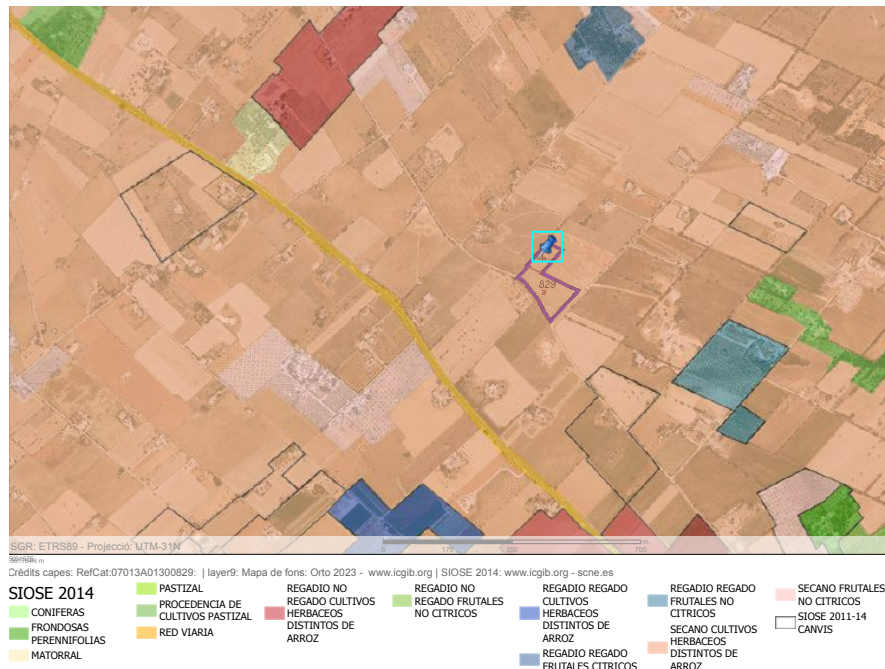 829
a
SGR: ETRS89 - Projecció: UTM-31N
0
175
350
700
m.
Crèdits capes: RefCat:07013A01300829: | layer9: Mapa de fons: Orto 2023 - www.icgib.org | SIOSE 2014: www.icgib.org - scne.es
SIOSE 2014
CONIFERAS
FRONDOSAS
PERENNIFOLIAS
MATORRAL
PASTIZAL
PROCEDENCIA DE
CULTIVOS PASTIZAL
RED VIARIA
REGADIO NO
REGADO CULTIVOS
HERBACEOS
DISTINTOS DE
ARROZ
REGADIO NO
REGADO FRUTALES
NO CITRICOS
REGADIO REGADO
CULTIVOS
HERBACEOS
DISTINTOS DE
ARROZ
REGADIO REGADO
FRUTALES CITRICOS
REGADIO REGADO
FRUTALES NO
CITRICOS
SECANO CULTIVOS
HERBACEOS
DISTINTOS DE
ARROZ
SECANO FRUTALES
NO CITRICOS
SIOSE 2011-14
CANVIS